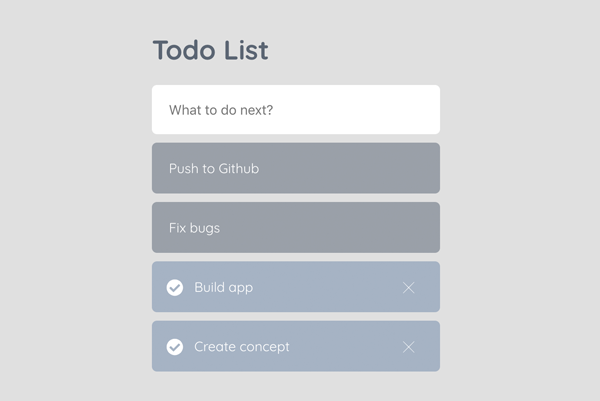 Todo List
What to do next?
Push to Github
Fix bugs
Build app
Create concept